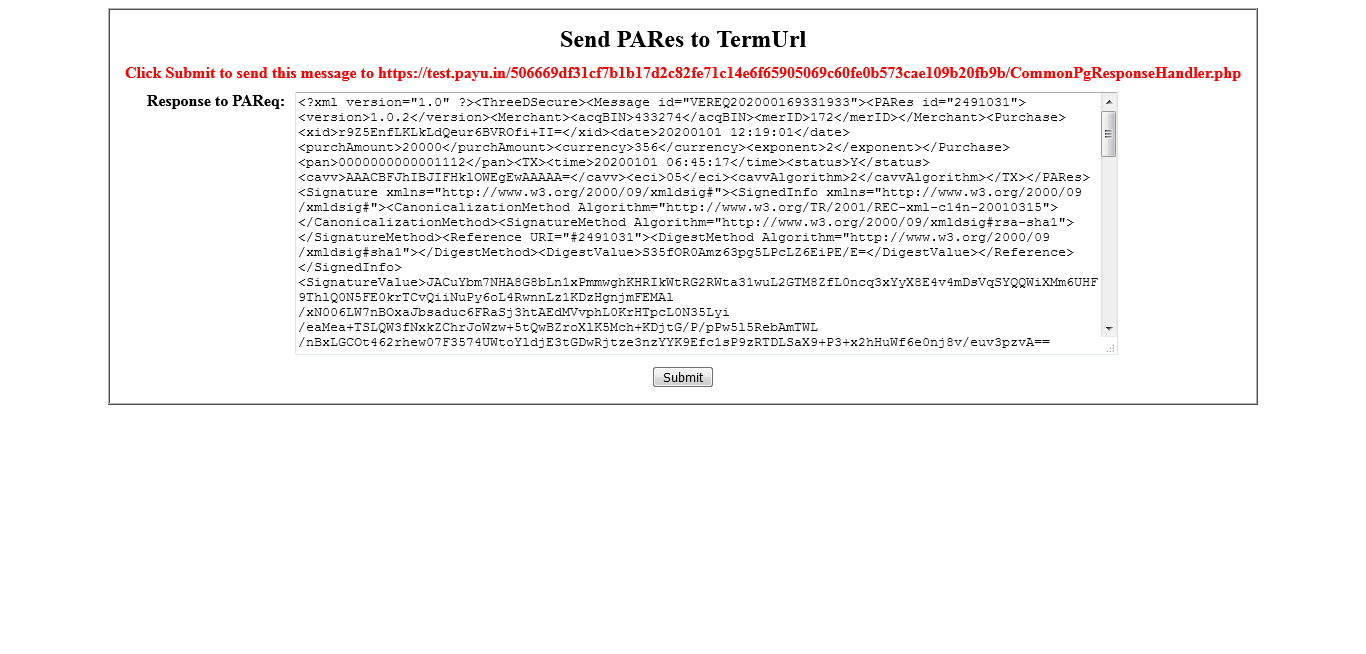 Send PARes to TermUrl
Click Submit to send this message to https://test.payu.in/506669df31cf7b1b17d2c82fe71c14e6f65905069c60fe0b573cae109b20fb9b/CommonPgResponseHandler.php
Response to PAReq:
<?xml version="1.0" ?><ThreeDSecure><Message id="VEREQ202000169331933"><PARes id="2491031">
<version>1.0.2</version><Merchant><acqBIN>433274</acqBIN><merID>172</merID></Merchant><Purchase>
<xid>r9Z5EnfLKLkLdQeur6BVROfi+II=</xid><date>20200101 12:19:01</date>
<purchAmount>20000</purchAmount><currency>356</currency><exponent>2</exponent></Purchase>
<pan>0000000000001112</pan><TX><time>20200101 06:45:17</time><status>Y</status>
<cavv>AAACBFJhIBJIFHklOWEgEwAAAAA=</cavv><eci>05</eci><cavvAlgorithm>2</cavvAlgorithm></TX></PARes>
<Signature xmlns="http://www.w3.org/2000/09/xmldsig#"><SignedInfo xmlns="http://www.w3.org/2000/09
/xmldsig#"><CanonicalizationMethod Algorithm="http://www.w3.org/TR/2001/REC-xml-c14n-20010315">
</CanonicalizationMethod><SignatureMethod Algorithm="http://www.w3.org/2000/09/xmldsig#rsa-sha1">
</SignatureMethod><Reference URI="#2491031"><DigestMethod Algorithm="http://www.w3.org/2000/09
/xmldsig#sha1"></DigestMethod><DigestValue>S35fOR0Amz63pg5LPcLZ6EiPE/E=</DigestValue></Reference>
</SignedInfo>
<SignatureValue>JACuYbm7NHA8G8bLn1xPmmwghKHRIkWtRG2RWta31wuL2GTM8ZfL0ncq3xYyX8E4v4mDsVqSYQQWiXMm6UHF
9ThlQ0N5FE0krTCvQiiNuPy6oL4RwnnLz1KDzHgnjmFEMAl
/xN006LW7nBOxaJbsaduc6FRaSj3htAEdMVvphL0KrHTpcL0N35Lyi
/eaMea+TSLQW3fNxkZChrJoWzw+5tQwBZroXlK5Mch+KDjtG/P/pPw5l5RebAmTWL
/nBxLGCOt462rhew07F3574UWtoYldjE3tGDwRjtze3nzYYK9Efc1sP9zRTDLSaX9+P3+x2hHuWf6e0nj8v/euv3pzvA==
Submit